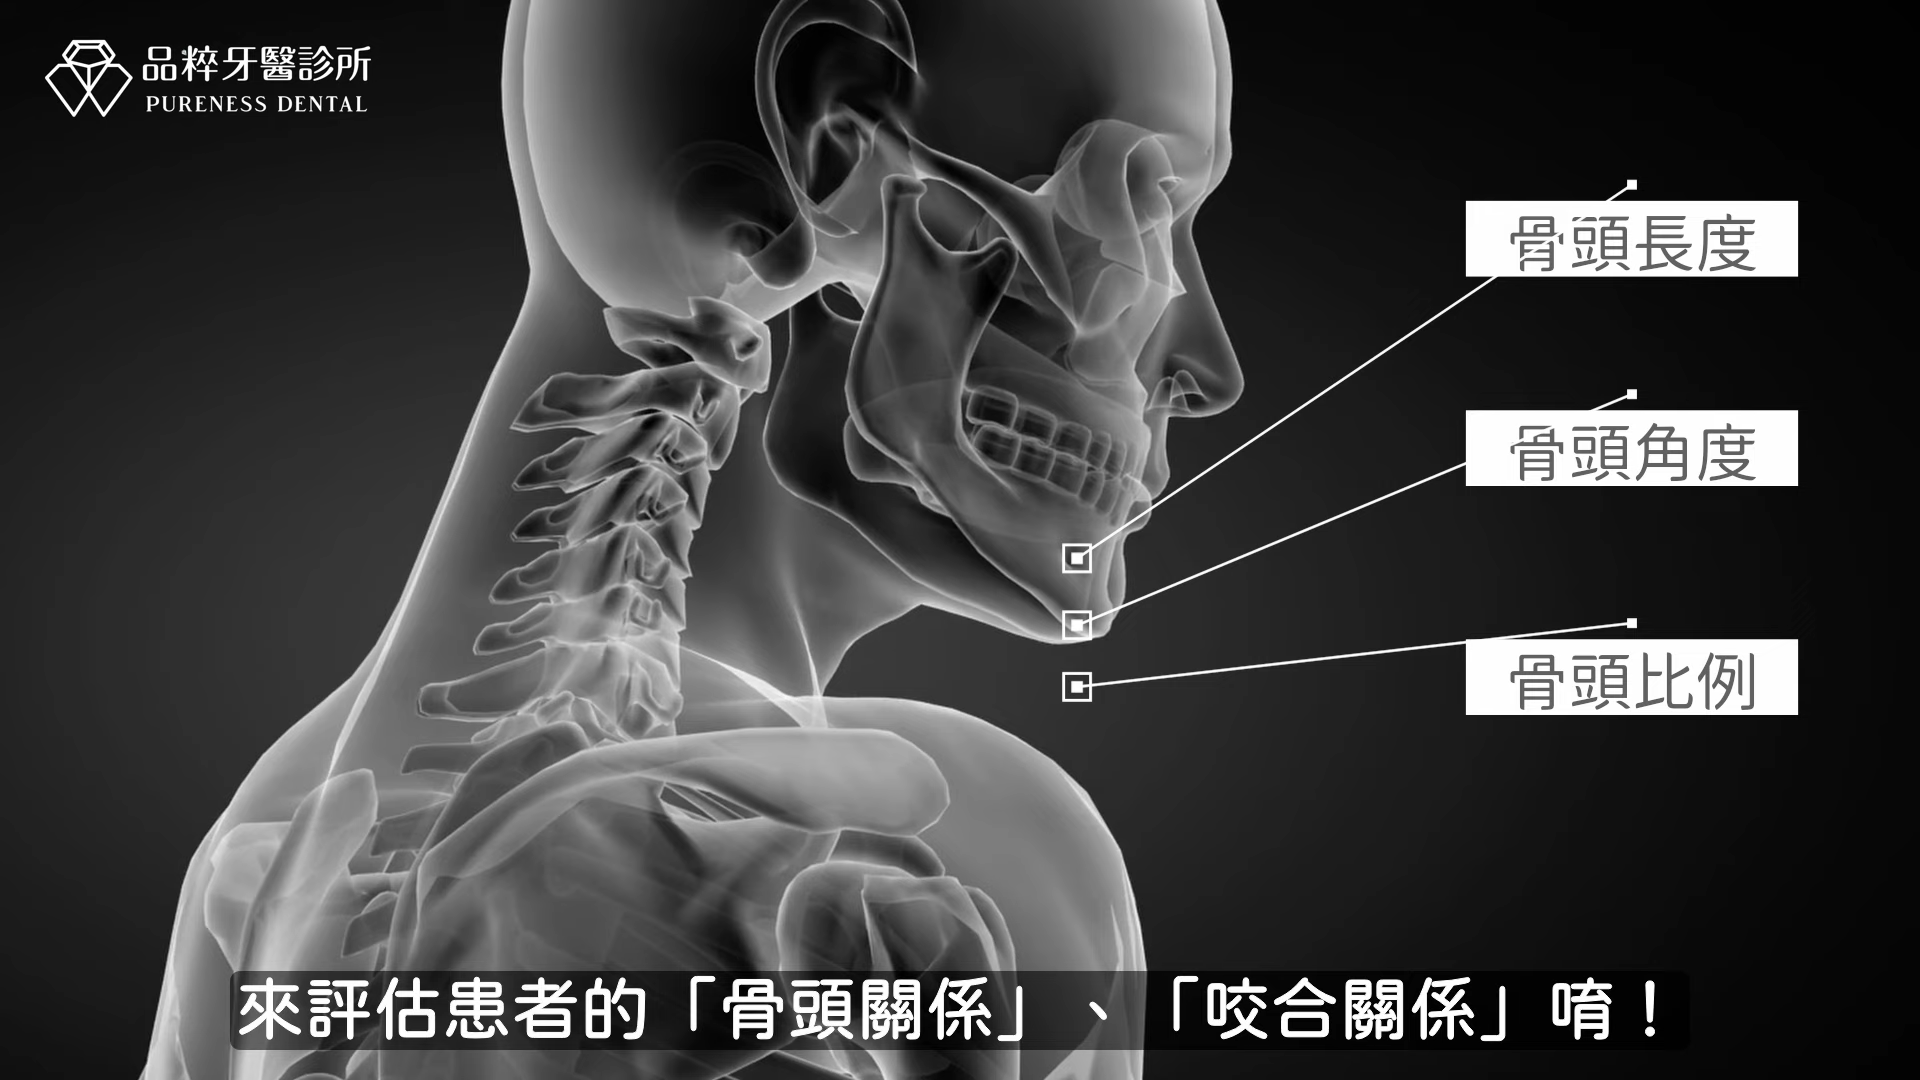 品粹牙醫診所
PURENESS DENTAL
骨頭長度
骨頭角度
骨頭比例
來評估患者的「骨頭關係」、「咬合關係」唷！